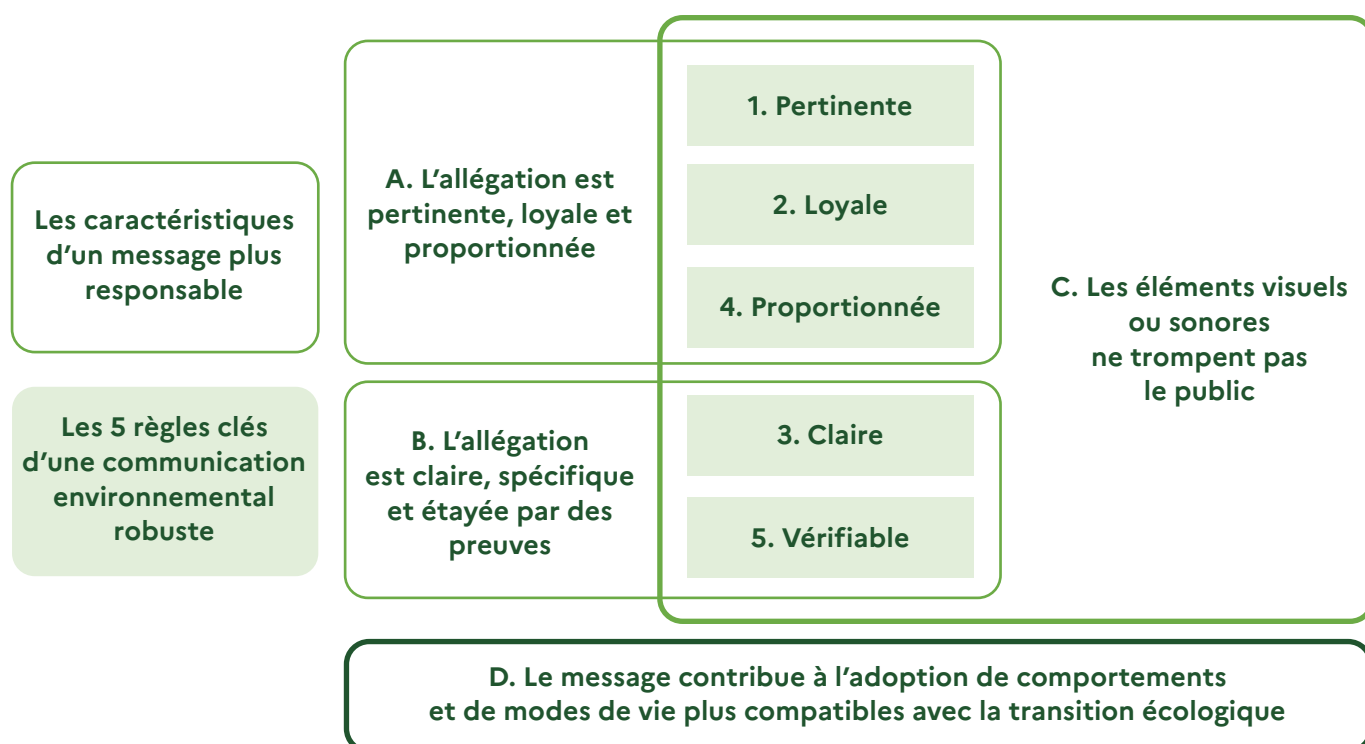 Les caractéristiques
d'un message plus
responsable
Les 5 règles clés
d'une communication
environnemental
robuste
A. L'allégation est
pertinente, loyale et
proportionnée
1. Pertinente
2. Loyale
4. Proportionnée
B. L'allégation
est claire, spécifique
et étayée par des
preuves
3. Claire
5. Vérifiable
C. Les éléments visuels
ou sonores
ne trompent pas
le public
D. Le message contribue à l'adoption de comportements
et de modes de vie plus compatibles avec la transition écologique